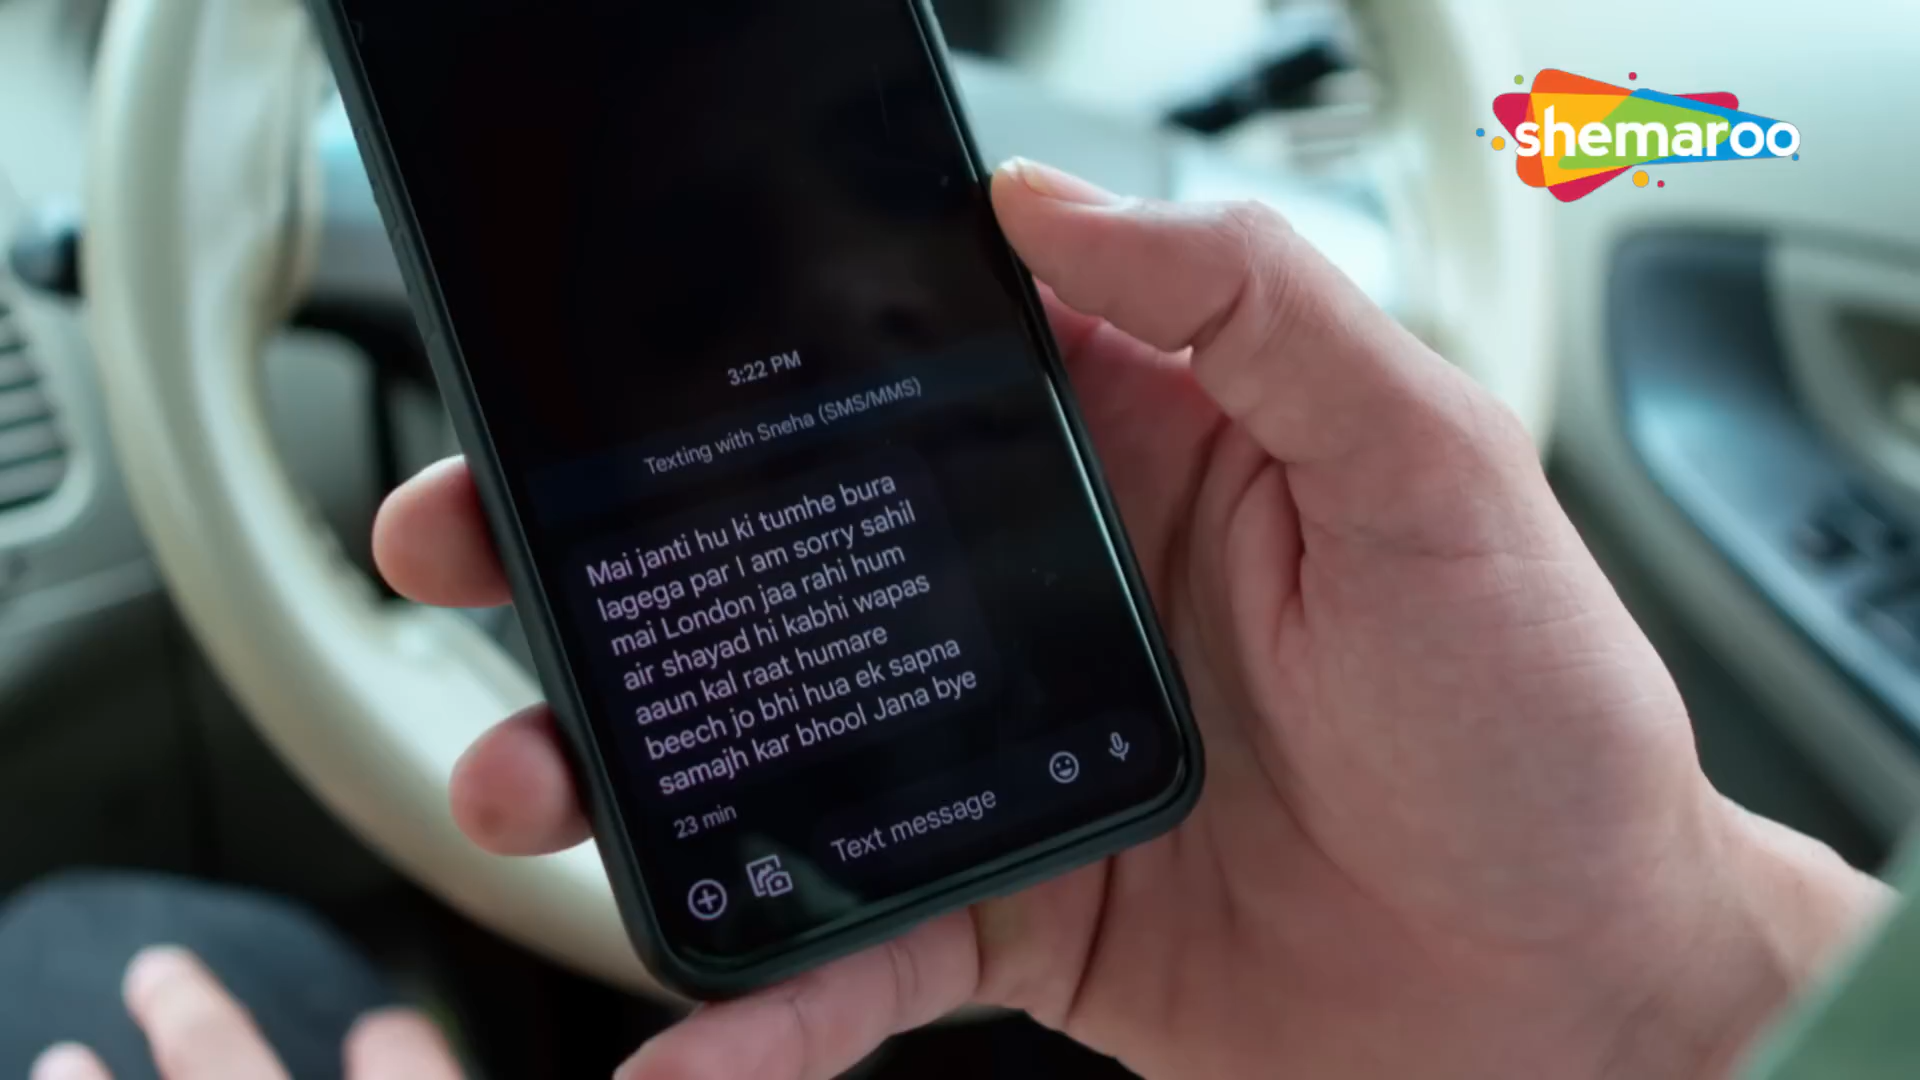 shemaroo
3:22 PM
Texting with Sneha (SMS/MMS)
Mai janti hu ki tumhe bura
lagega par I am sorry sahil
mai London jaa rahi hum
air shayad hi kabhi wapas
aaun kal raat humare
beech jo bhi hua ek sapna
samajh kar bhool Jana bye
23 min
Text message